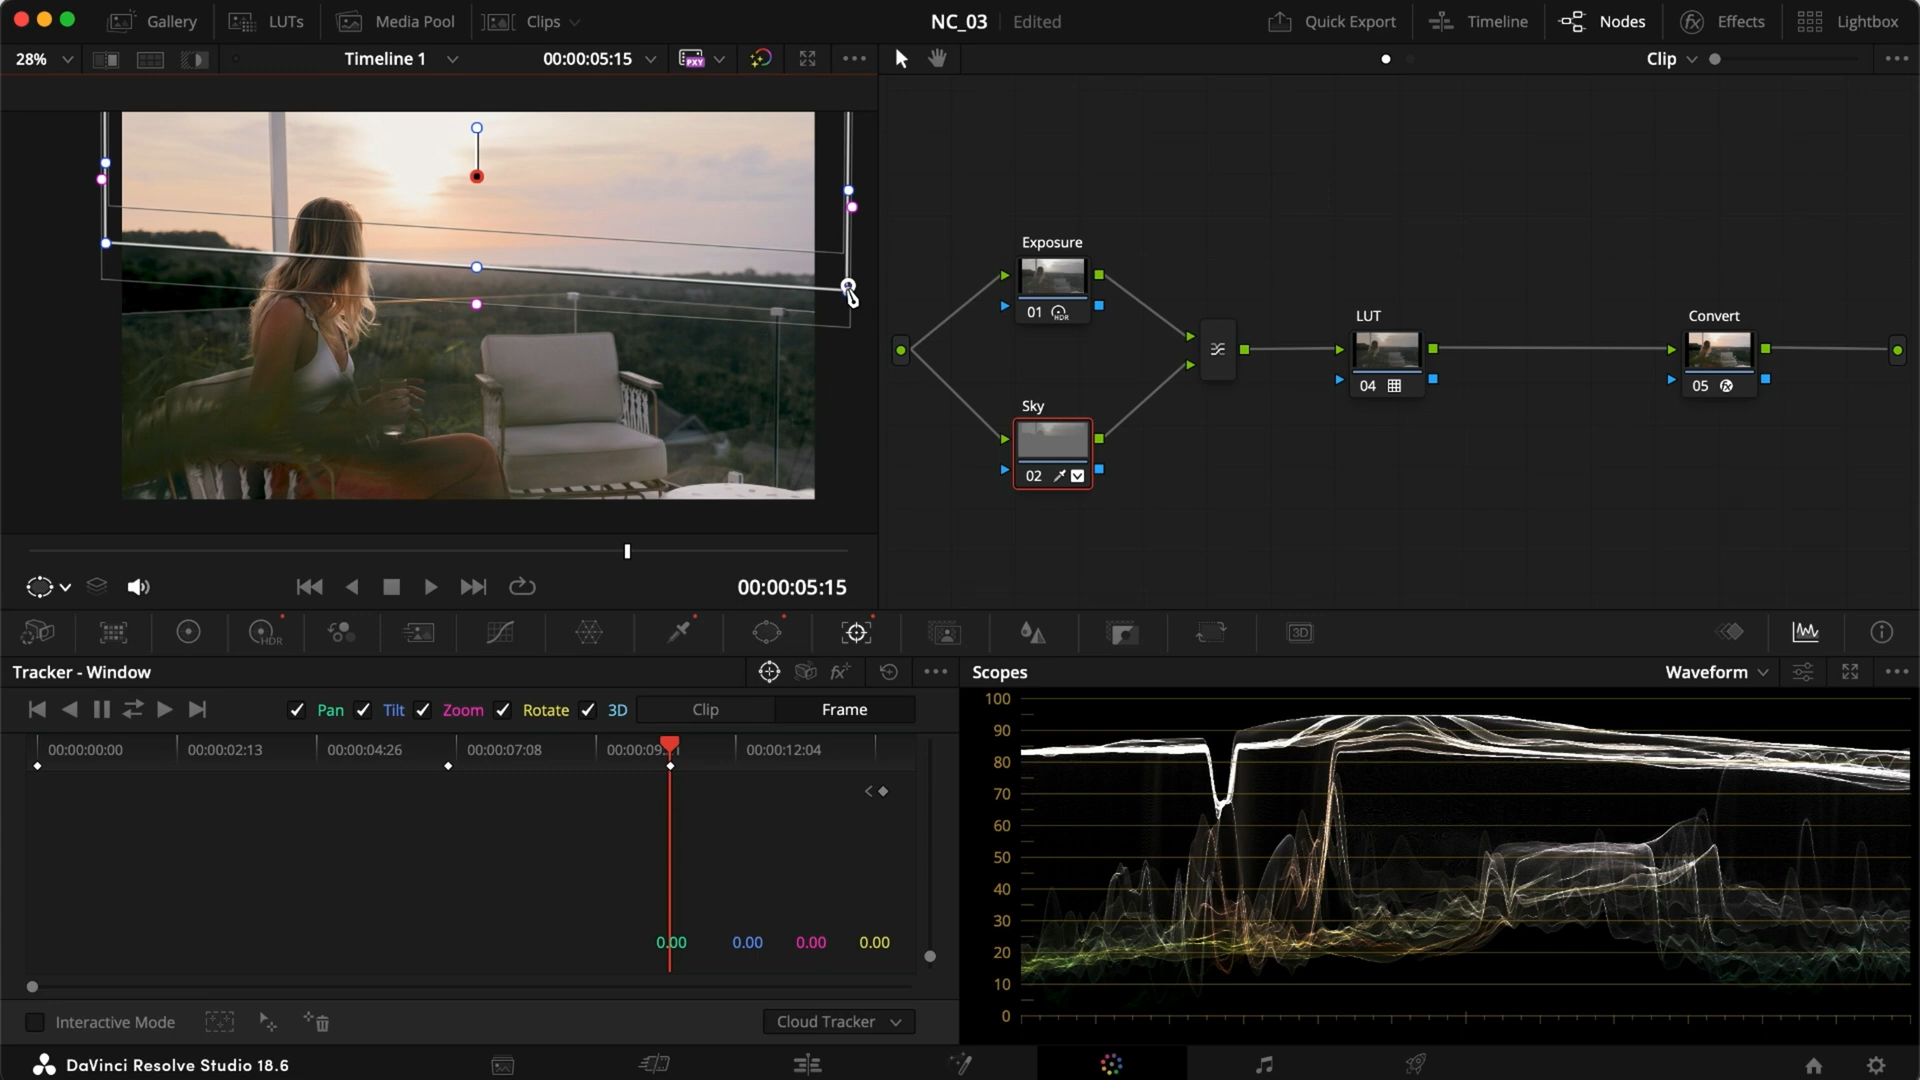 Gallery LUTs Media Pool Clips NC_03 Edited Quick Export Timeline Nodes Effects Lightbox
28% Timeline 1 00:00:05:15 PXY Clip
Exposure
01 HDR
LUT
04
Convert
05
Sky
02
00:00:05:15
HDR 3D
Tracker - Window
Pan Tilt Zoom Rotate 3D Clip Frame
00:00:00:00 00:00:02:13 00:00:04:26 00:00:07:08 00:00:12:04
0.00 0.00 0.00 0.00
Interactive Mode Cloud Tracker
Scopes Waveform
100
90
80
70
60
50
40
30
20
10
0
DaVinci Resolve Studio 18.6